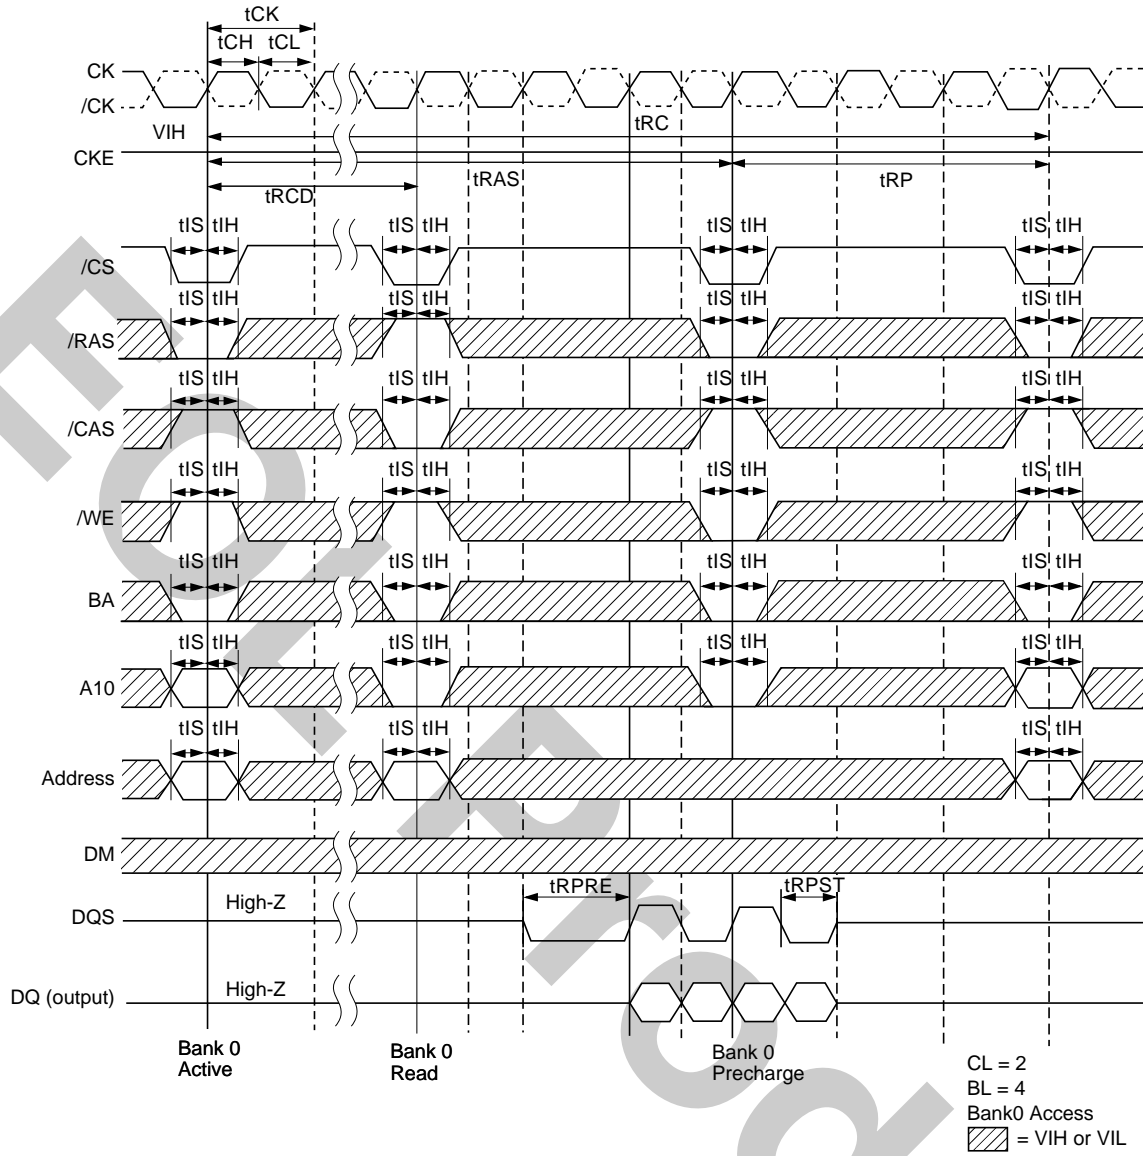 tCK
tCH tCL
CK
/CK
VIH
tRC
CKE
tRAS tRP
tRCD
tIS tIH tIS tIH tIS tIH tIS tIH
/CS
tIS tIH tIS tIH tIS tIH tIS tIH
/RAS
tIS tIH tIS tIH tIS tIH tIS tIH
/CAS
tIS tIH tIS tIH tIS tIH tIS tIH
/WE
tIS tIH tIS tIH tIS tIH tIS tIH
BA
tIS tIH tIS tIH tIS tIH tIS tIH
A10
tIS tIH tIS tIH tIS tIH
Address
DM
tRPRE tRPST
High-Z
DQS
High-Z
DQ (output)
Bank 0
Active
Bank 0
Read
Bank 0
Precharge
CL = 2
BL = 4
Bank0 Access
= VIH or VIL
EOL Prod